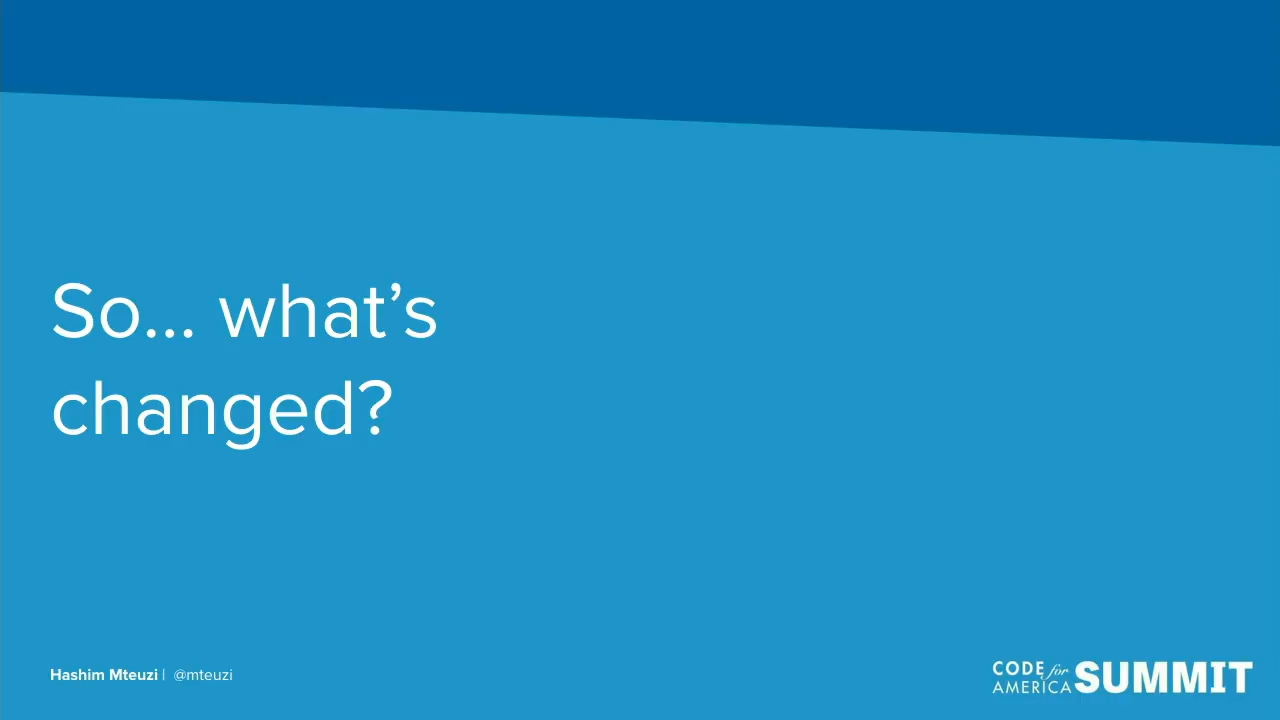 So... what’s
changed?
Hashim Mteuzi | @mteuzi
CODE for
AMERICA SUMMIT